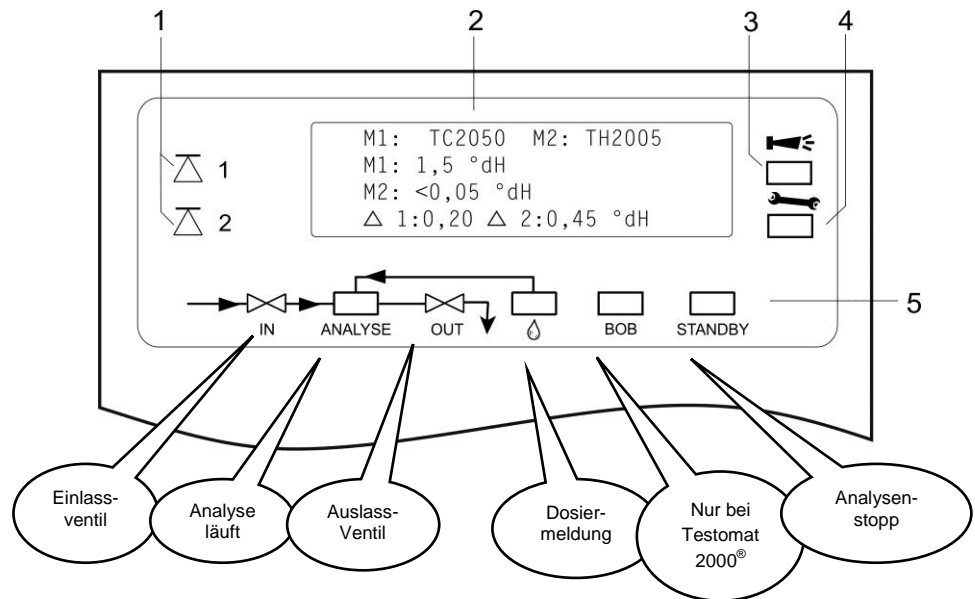 1
2
3
4
M1: TC2050 M2: TH2005
M1: 1,5 °dH
M2: <0,05 °dH
△ 1:0,20 △ 2:0,45 °dH
1
2
5
IN
ANALYSE
OUT
BOB
STANDBY
Einlass-
ventil
Analyse
läuft
Auslass-
Ventil
Dosier-
meldung
Nur bei
Testomat
2000®
Analysen-
stopp